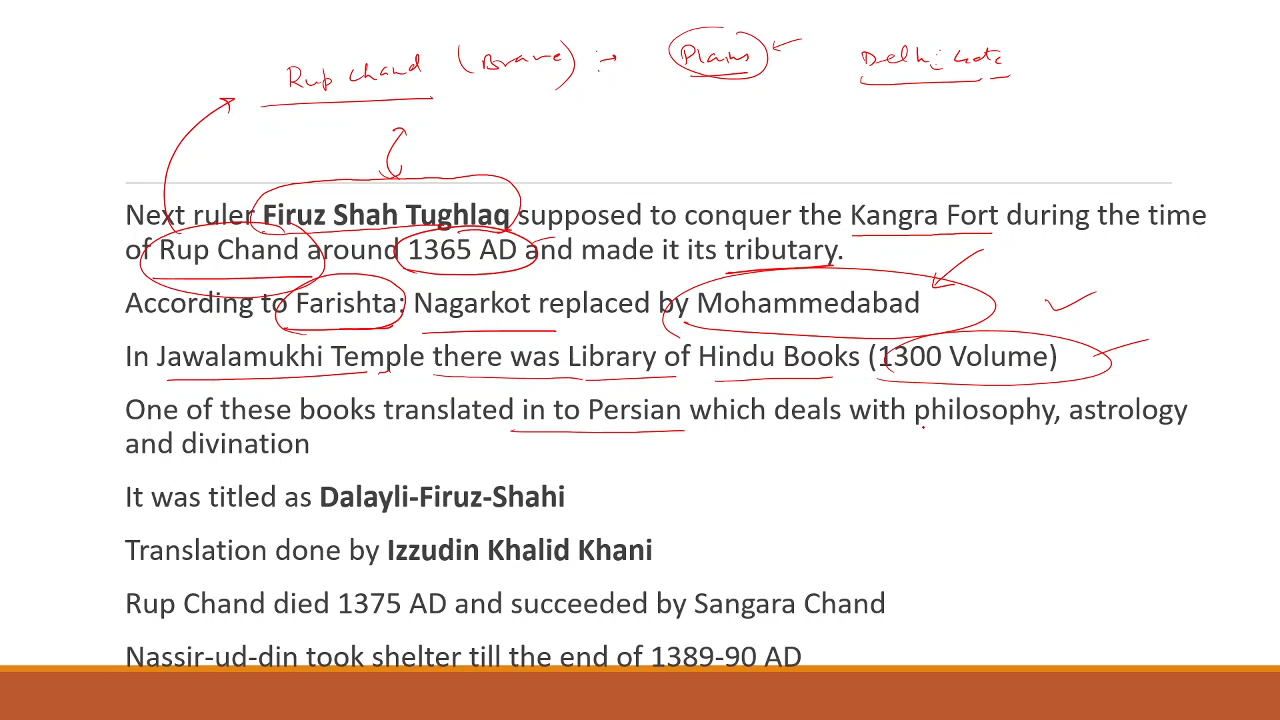 Rup Chand (Brave) :→ Plains Delhi Gate
Next ruler Firuz Shah Tughlaq supposed to conquer the Kangra Fort during the time
of Rup Chand around 1365 AD and made it its tributary.
According to Farishta: Nagarkot replaced by Mohammedabad
In Jawalamukhi Temple there was Library of Hindu Books (1300 Volume)
One of these books translated in to Persian which deals with philosophy, astrology
and divination
It was titled as Dalayli-Firuz-Shahi
Translation done by Izzudin Khalid Khani
Rup Chand died 1375 AD and succeeded by Sangara Chand
Nassir-ud-din took shelter till the end of 1389-90 AD